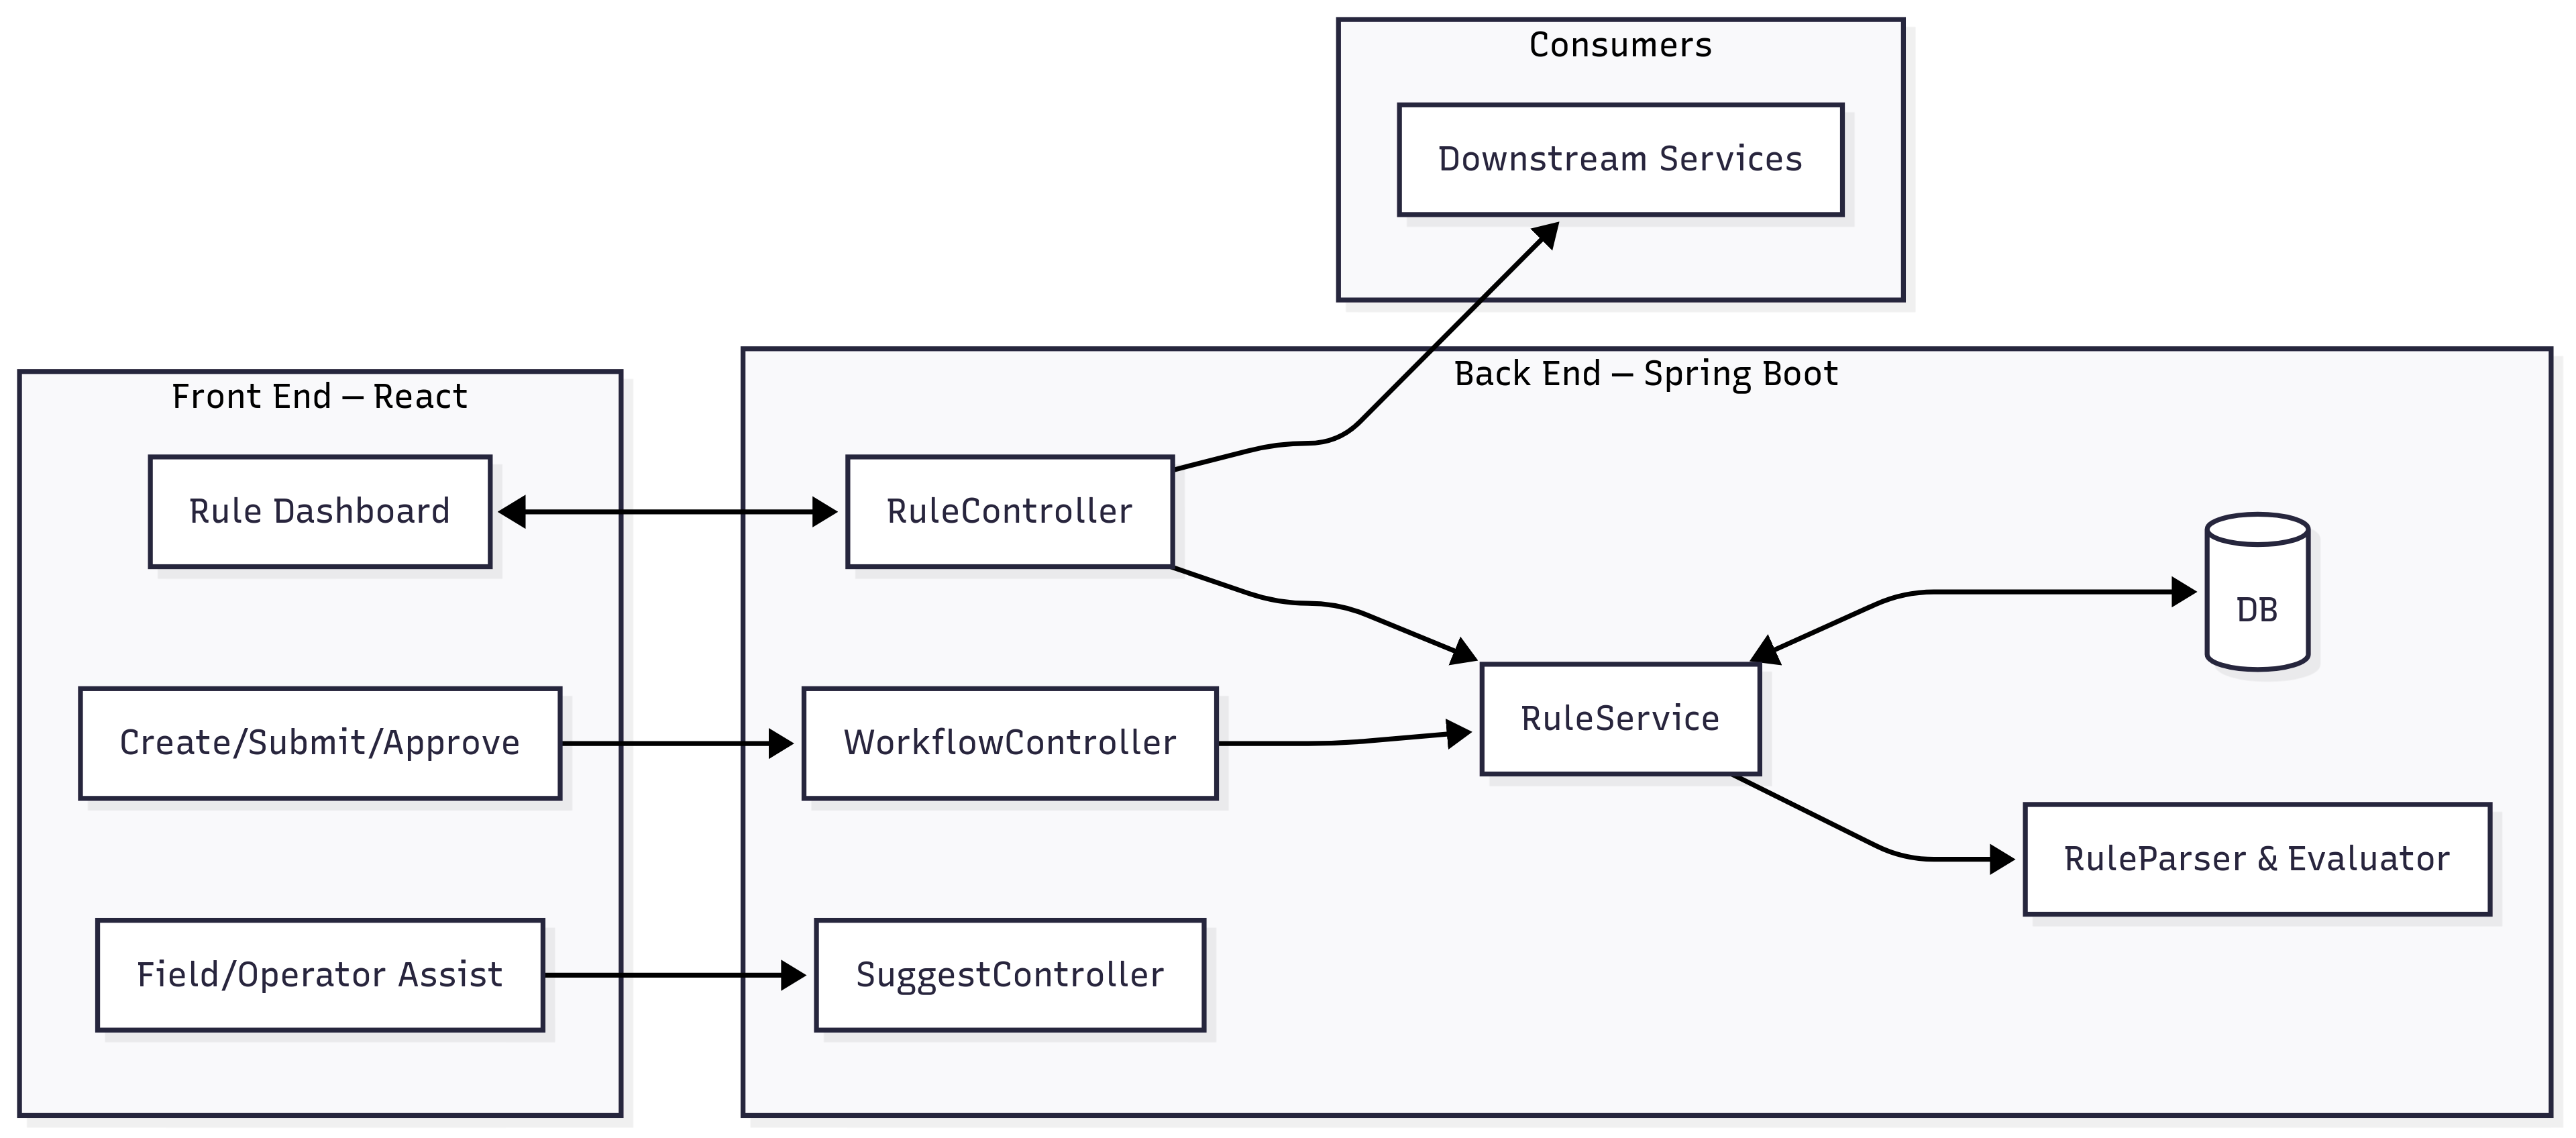 Consumers
Downstream Services
Front End – React
Back End – Spring Boot
Rule Dashboard
RuleController
DB
Create/Submit/Approve
WorkflowController
RuleService
RuleParser & Evaluator
Field/Operator Assist
SuggestController